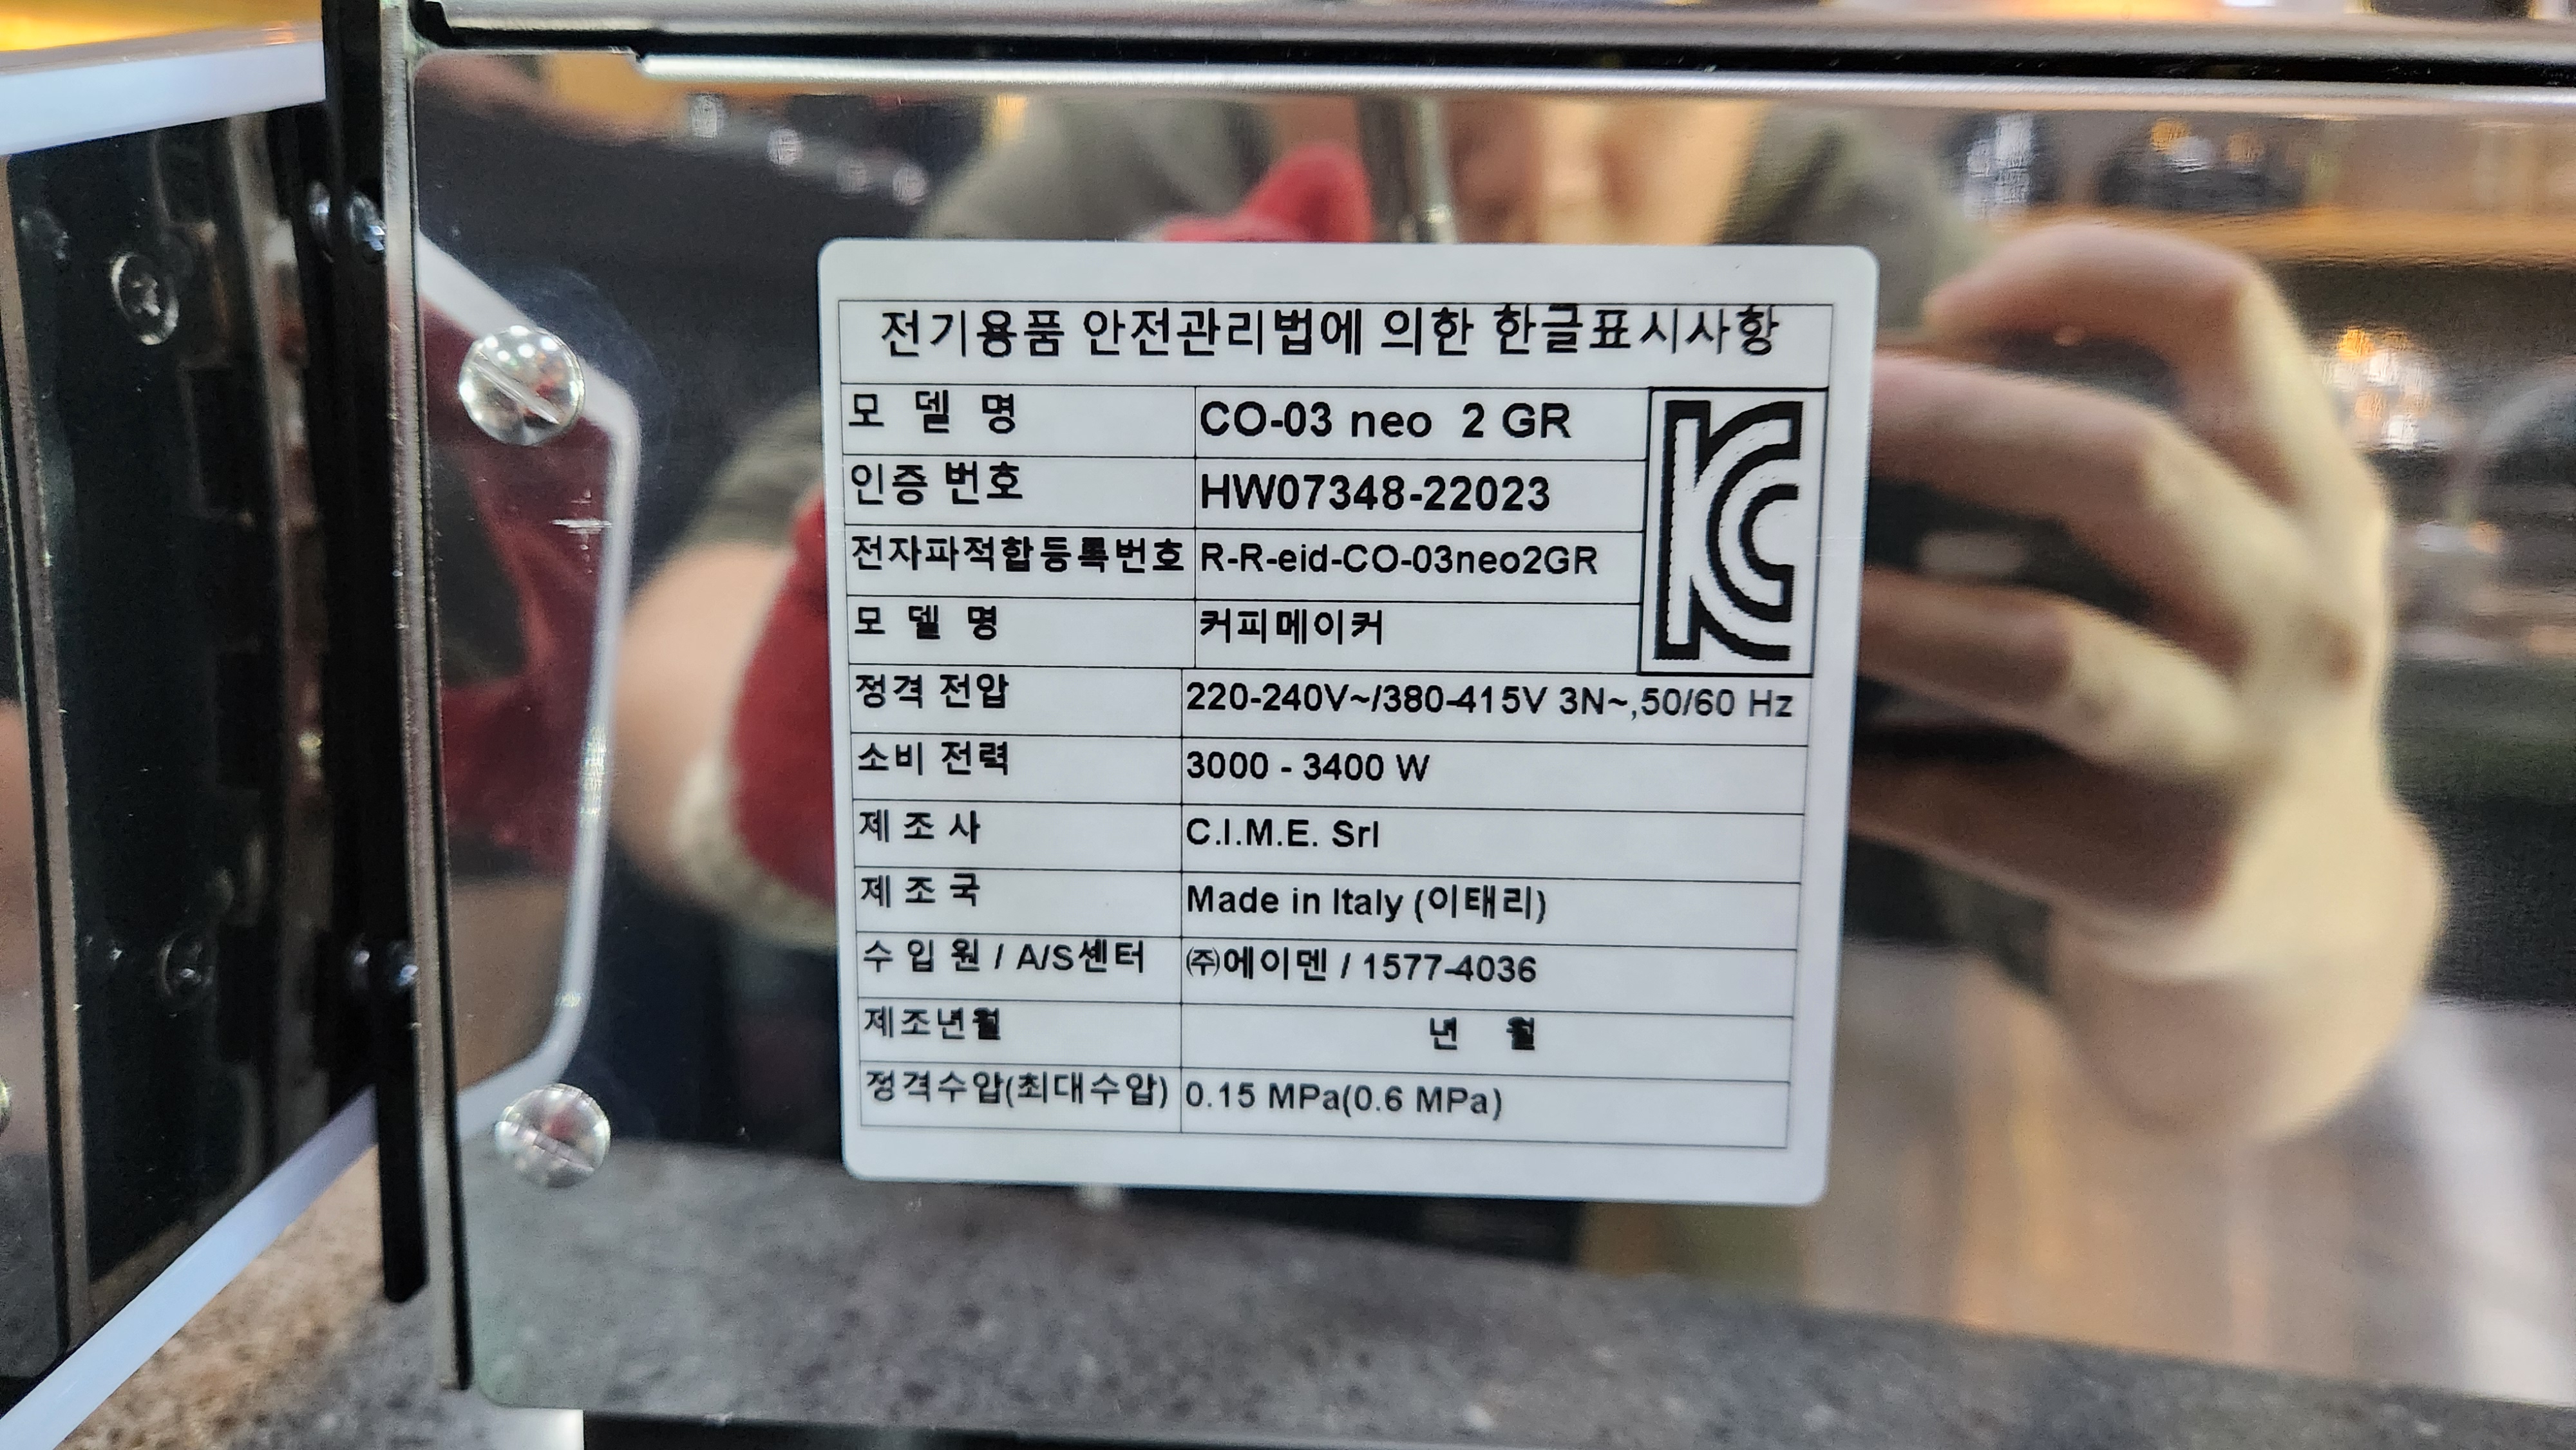 전기용품 안전관리법에 의한 한글표시사항
모 델 명 CO-03 neo 2 GR
인증 번호 HW07348-22023
전자파적합등록번호 R-R-eid-CO-03neo2GR
모 델 명 커피메이커
KC
정격 전압 220-240V~/380-415V 3N~,50/60 Hz
소비 전력 3000 - 3400 W
제 조 사 C.I.M.E. Srl
제 조 국 Made in Italy (이태리)
수 입 원 / A/S센터 ㈜에이덴 / 1577-4036
제조년월 년 월
정격수압(최대수압) 0.15 MPa(0.6 MPa)